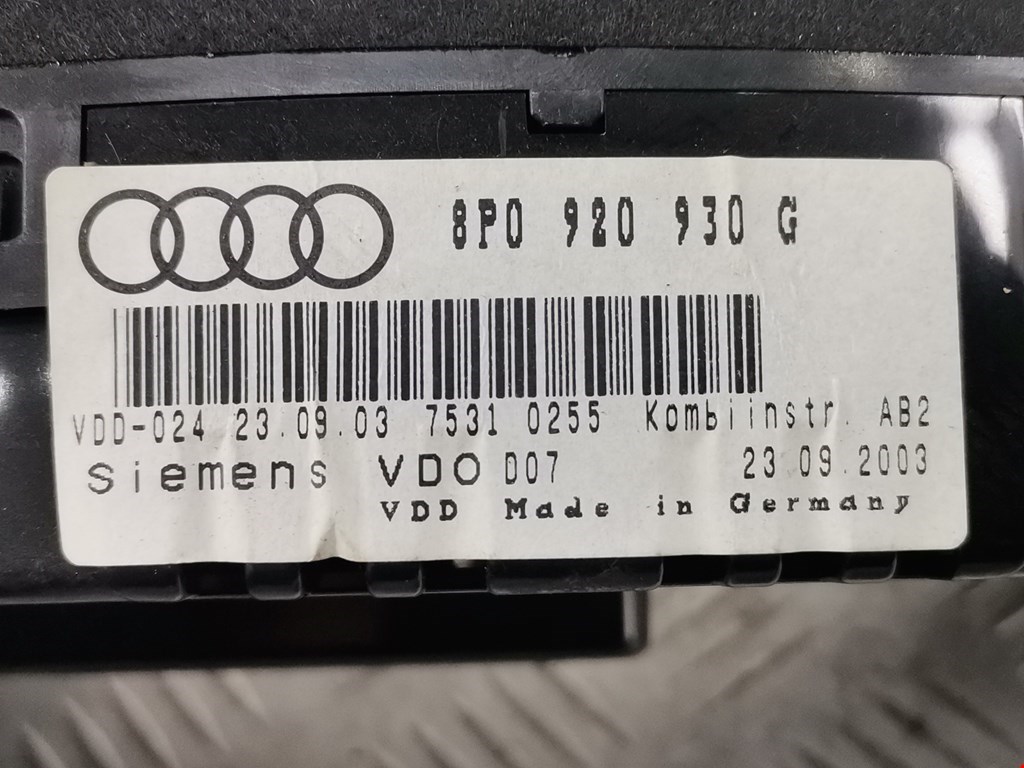 8P0 920 930 G
VDD-024 23.09.03 7531 0255 Kombiinstr. AB2
Siemens VDO D07 23.09.2003
VDD Made in Germany